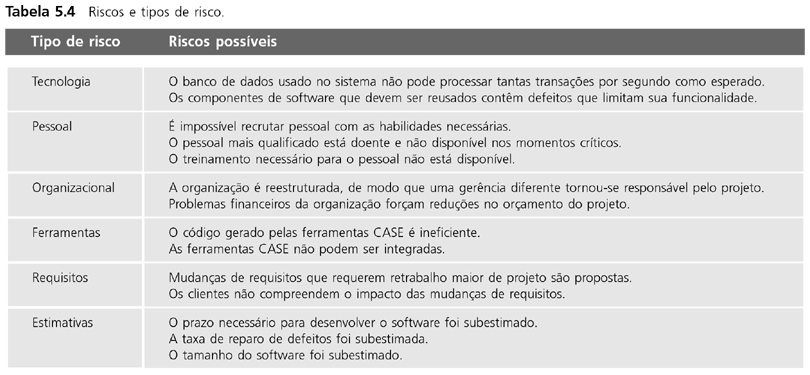 Tabela 5.4 Riscos e tipos de risco.
Tipo de risco Riscos possíveis
Tecnologia O banco de dados usado no sistema não pode processar tantas transações por segundo como esperado.
Os componentes de software que devem ser reusados contêm defeitos que limitam sua funcionalidade.
Pessoal É impossível recrutar pessoal com as habilidades necessárias.
O pessoal mais qualificado está doente e não disponível nos momentos críticos.
O treinamento necessário para o pessoal não está disponível.
Organizacional A organização é reestruturada, de modo que uma gerência diferente tornou-se responsável pelo projeto.
Problemas financeiros da organização forçam reduções no orçamento do projeto.
Ferramentas O código gerado pelas ferramentas CASE é ineficiente.
As ferramentas CASE não podem ser integradas.
Requisitos Mudanças de requisitos que requerem retrabalho maior de projeto são propostas.
Os clientes não compreendem o impacto das mudanças de requisitos.
Estimativas O prazo necessário para desenvolver o software foi subestimado.
A taxa de reparo de defeitos foi subestimada.
O tamanho do software foi subestimado.